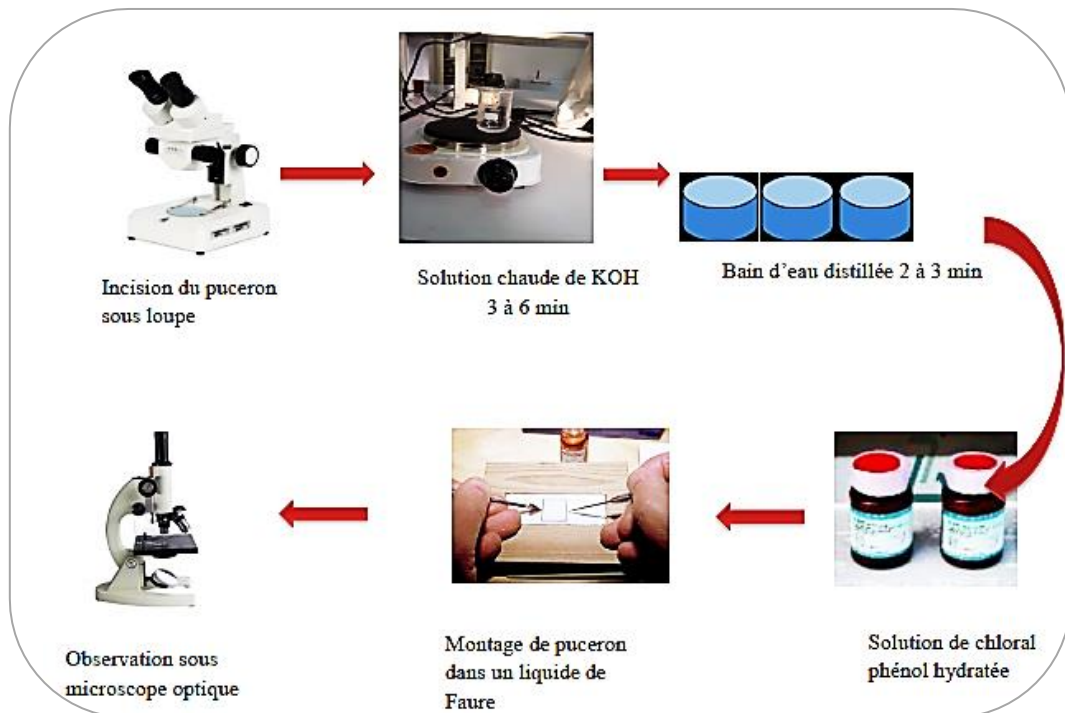 Incision du puceron
sous loupe
Solution chaude de KOH
3 à 6 min
Bain d'eau distillée 2 à 3 min
Solution de chloral
phénol hydratée
Montage de puceron
dans un liquide de
Faure
Observation sous
microscope optique